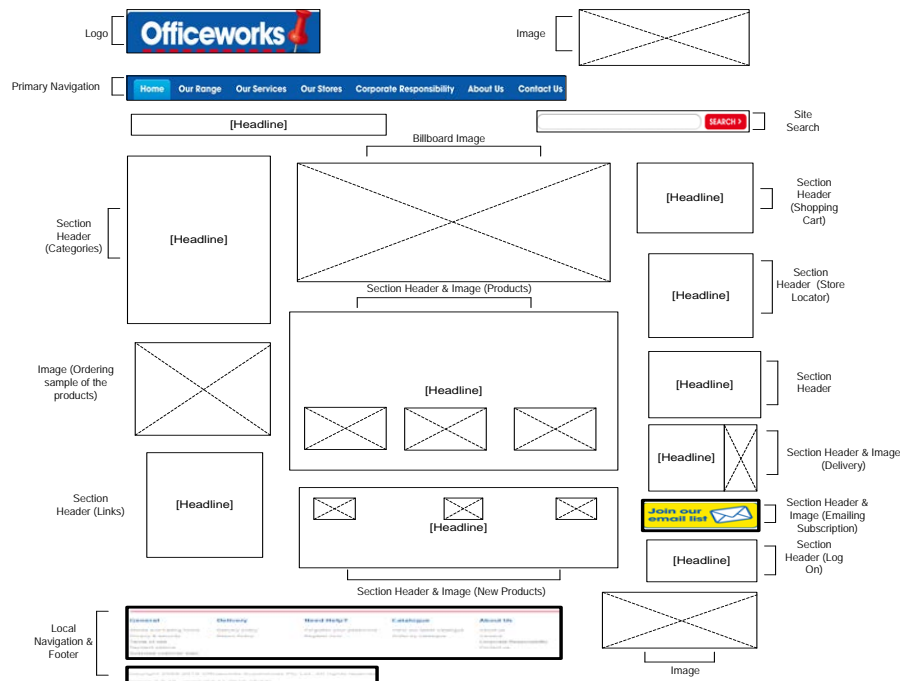 Logo
Officeworks
Image
Primary Navigation
Home Our Range Our Services Our Stores Corporate Responsibility About Us Contact Us
[Headline]
SEARCH >
Site
Search
Billboard Image
Section
Header
(Categories)
[Headline]
[Headline]
Section
Header
(Shopping
Cart)
Section Header & Image (Products)
[Headline]
Section
Header (Store
Locator)
Image (Ordering
sample of the
products)
[Headline]
[Headline]
Section
Header
[Headline]
Section Header & Image
(Delivery)
Section
Header (Links)
[Headline]
[Headline]
Join our
email list
Section Header &
Image (Emailing
Subscription)
[Headline]
Section
Header (Log
On)
Section Header & Image (New Products)
Local
Navigation &
Footer
General Delivery Need Help? Catalogue About Us
Image